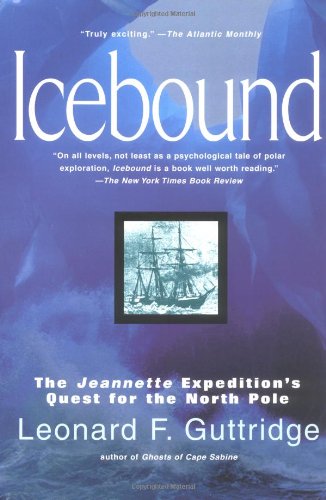 "Truly exciting." —The Atlantic Monthly
Icebound
"On all levels, not least as a psychological tale of polar
exploration, Icebound is a book well worth reading."
—The New York Times Book Review
The Jeannette Expedition's
Quest for the North Pole
Leonard F. Guttridge
author of Ghosts of Cape Sabine